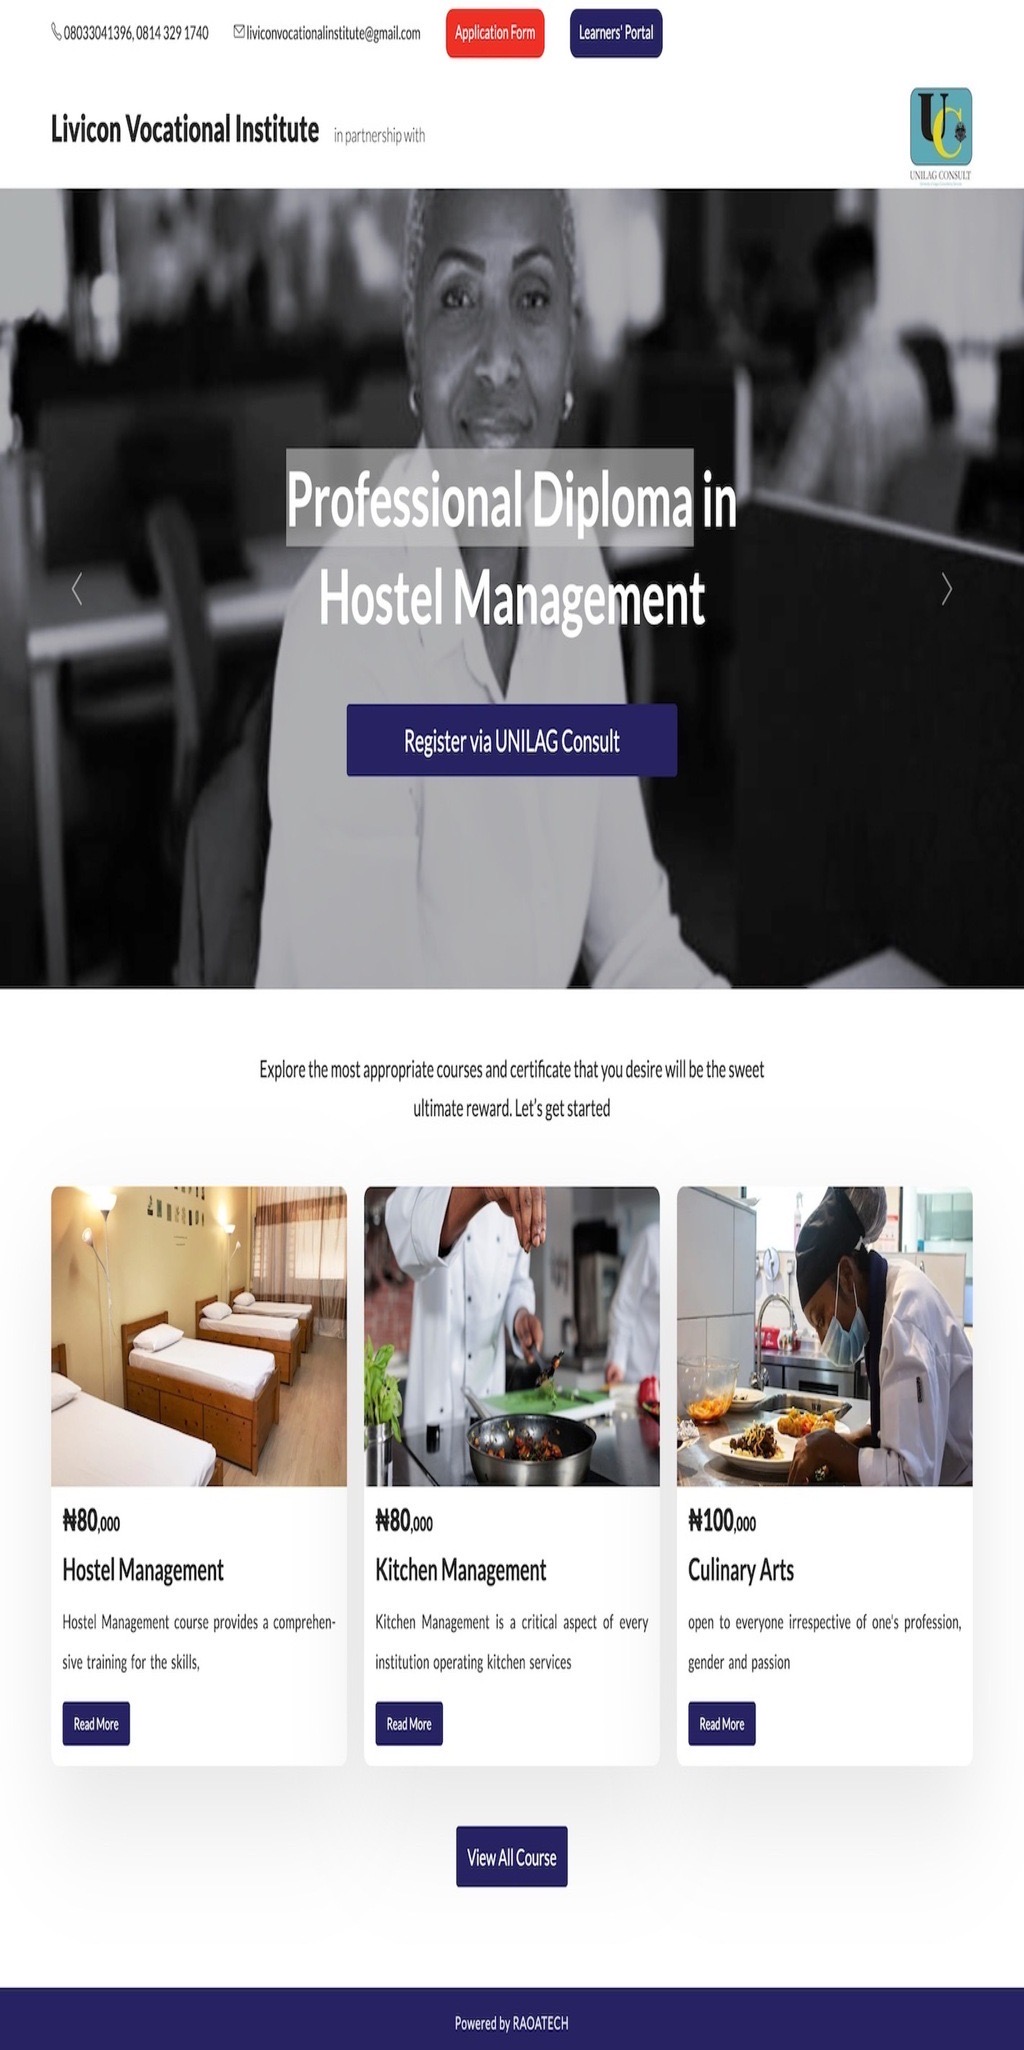 08033041396, 0814 329 1740 liviconvocationalinstitute@gmail.com Application Form Learners' Portal
Livicon Vocational Institute in partnership with
UC
UNILAG CONSULT
Professional Diploma in
Hostel Management
Register via UNILAG Consult
Explore the most appropriate courses and certificate that you desire will be the sweet
ultimate reward. Let’s get started
₦80,000
Hostel Management
Hostel Management course provides a comprehen-
sive training for the skills,
Read More
₦80,000
Kitchen Management
Kitchen Management is a critical aspect of every
institution operating kitchen services
Read More
₦100,000
Culinary Arts
open to everyone irrespective of one's profession,
gender and passion
Read More
View All Course
Powered by RAOATECH